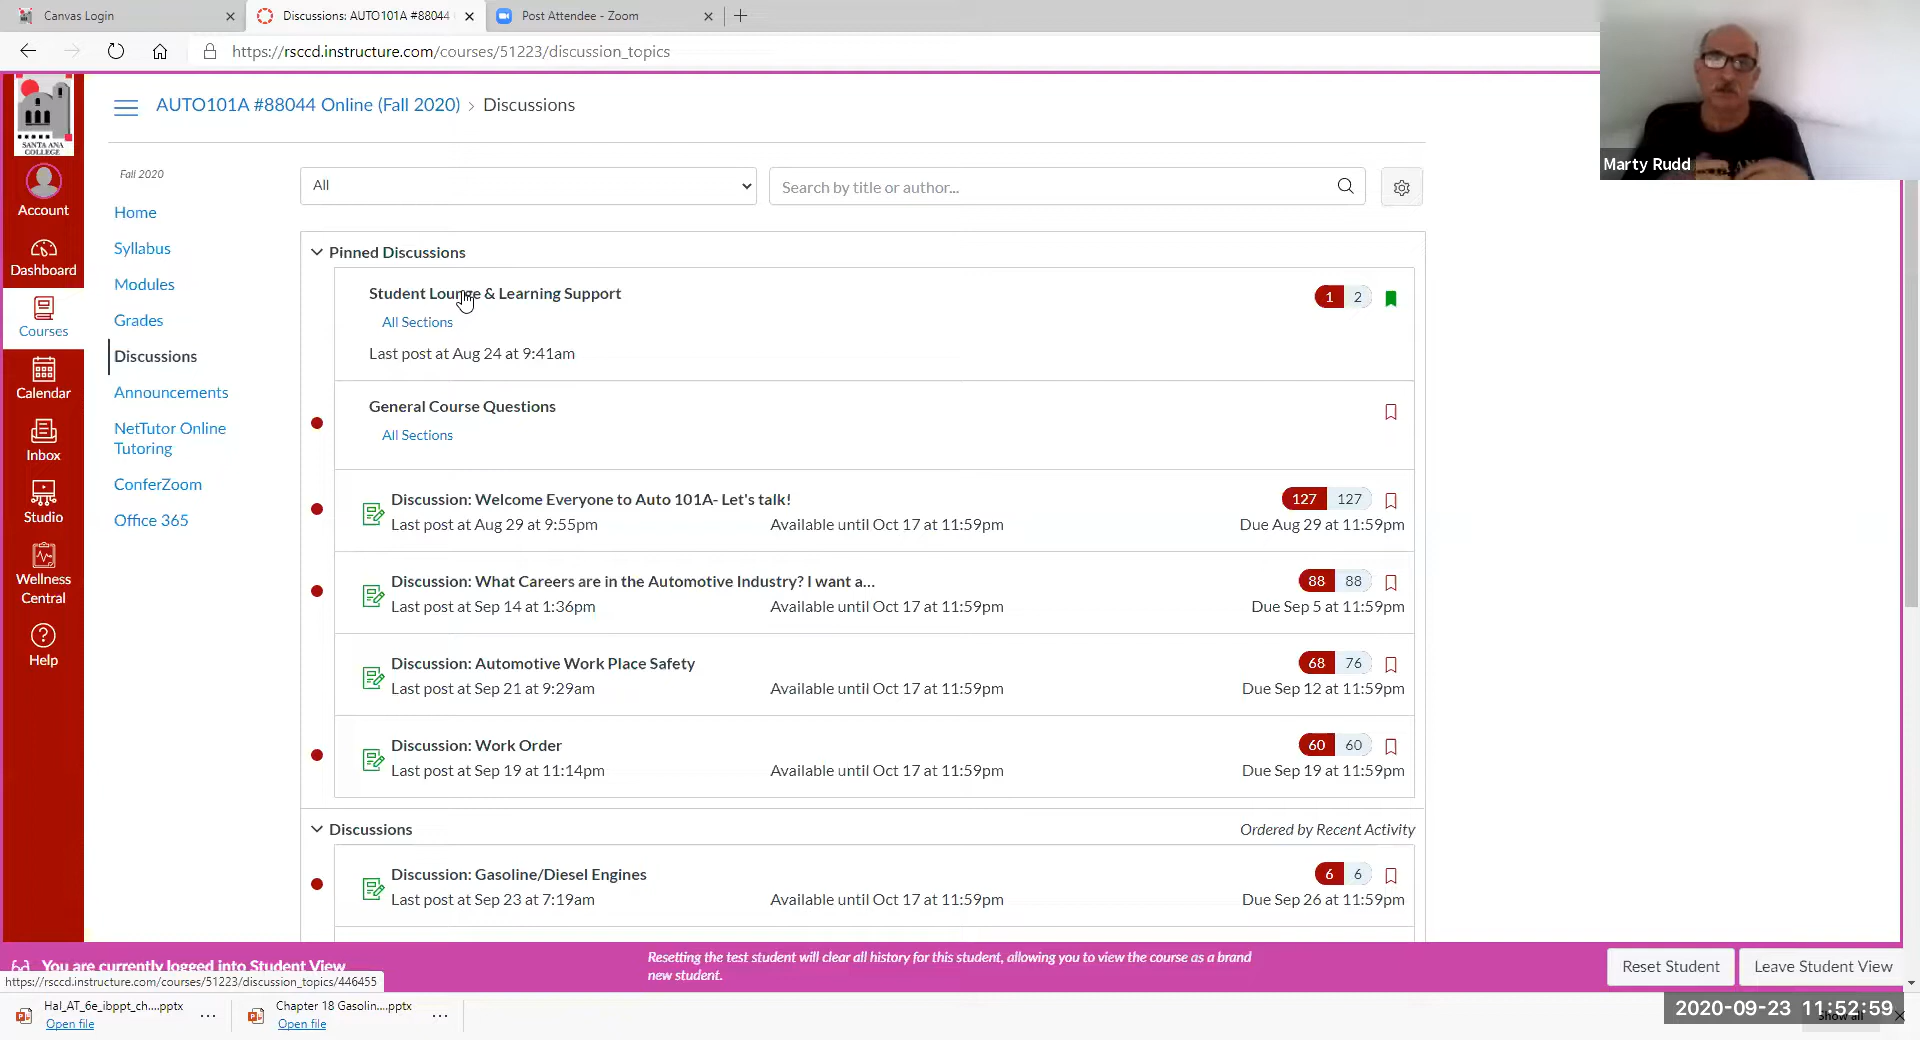 Canvas Login
Discussions: AUTO101A #88044
Post Attendee - Zoom
https://rsccd.instructure.com/courses/51223/discussion_topics
SANTA ANA
COLLEGE
AUTO101A #88044 Online (Fall 2020) > Discussions
Marty Rudd
Account
Dashboard
Courses
Calendar
Inbox
Studio
Wellness
Central
Help
Fall 2020
Home
Syllabus
Modules
Grades
Discussions
Announcements
NetTutor Online
Tutoring
ConferZoom
Office 365
All
Search by title or author...
Pinned Discussions
Student Lounge & Learning Support
1 2
All Sections
Last post at Aug 24 at 9:41am
General Course Questions
All Sections
Discussion: Welcome Everyone to Auto 101A- Let's talk!
127 127
Last post at Aug 29 at 9:55pm Available until Oct 17 at 11:59pm Due Aug 29 at 11:59pm
Discussion: What Careers are in the Automotive Industry? I want a...
88 88
Last post at Sep 14 at 1:36pm Available until Oct 17 at 11:59pm Due Sep 5 at 11:59pm
Discussion: Automotive Work Place Safety
68 76
Last post at Sep 21 at 9:29am Available until Oct 17 at 11:59pm Due Sep 12 at 11:59pm
Discussion: Work Order
60 60
Last post at Sep 19 at 11:14pm Available until Oct 17 at 11:59pm Due Sep 19 at 11:59pm
Discussions Ordered by Recent Activity
Discussion: Gasoline/Diesel Engines
6 6
Last post at Sep 23 at 7:19am Available until Oct 17 at 11:59pm Due Sep 26 at 11:59pm
You are currently logged into Student View
Resetting the test student will clear all history for this student, allowing you to view the course as a brand
new student.
Reset Student
Leave Student View
https://rsccd.instructure.com/courses/51223/discussion_topics/446455
Hal_AT_6e_ibppt_ch....pptx
Open file
Chapter 18 Gasolin....pptx
Open file
2020-09-23 11:52:59
Show all